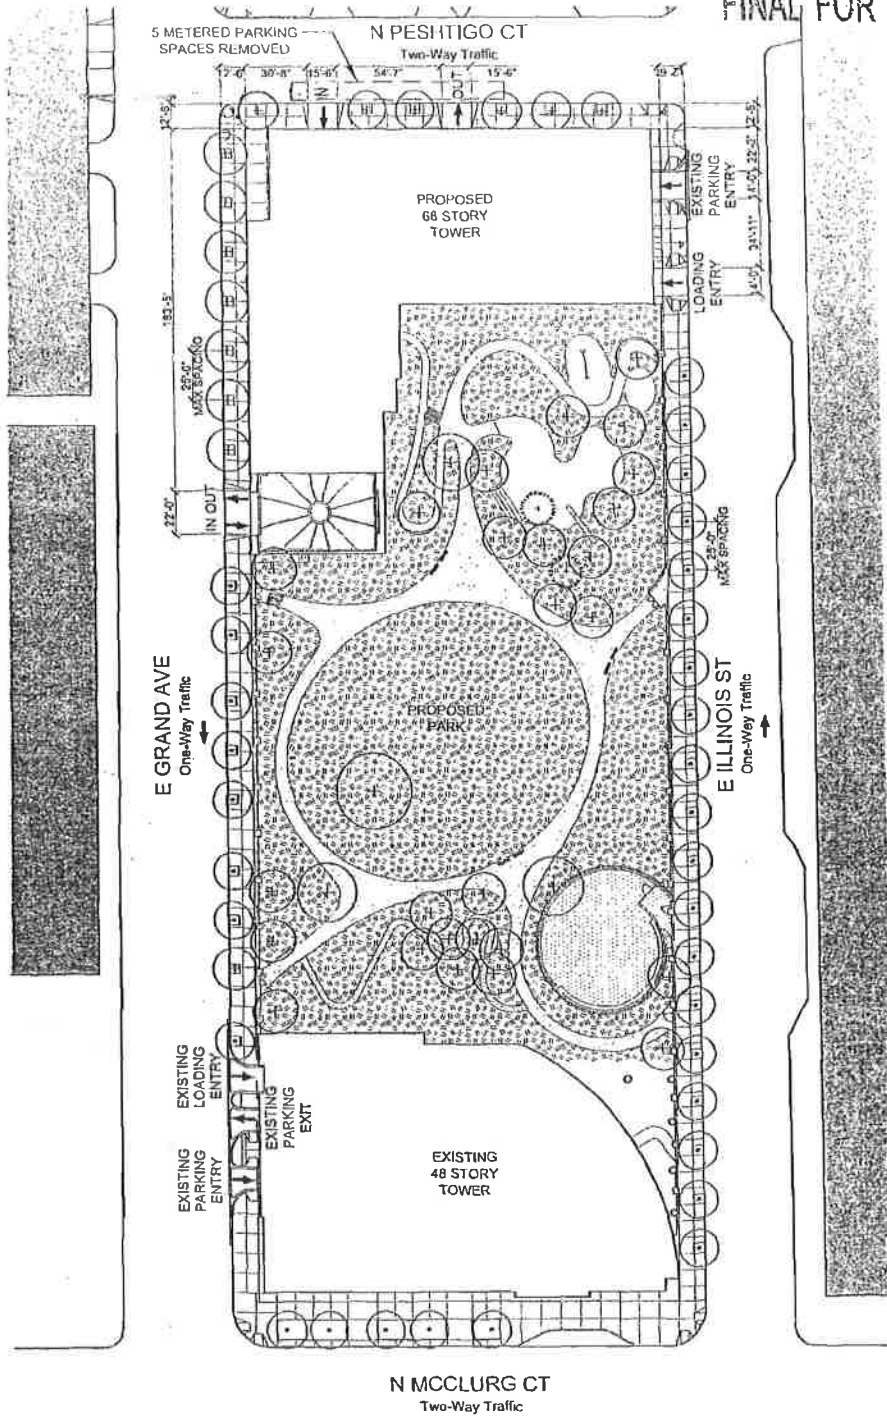 FINAL FOR
5 METERED PARKING
SPACES REMOVED
N PESHTIGO CT
Two-Way Traffic
30'-8"
15'-6"
54'-7"
15'-6"
IN
OUT
12'-6"
12'-6"
22'-2"
14'-0"
34'-11"
14'-0"
PROPOSED
68 STORY
TOWER
EXISTING
PARKING
ENTRY
LOADING
ENTRY
183'-5"
25'-0"
MAX SPACING
22'-0"
IN OUT
25'-0"
MAX SPACING
E GRAND AVE
One-Way Traffic
PROPOSED
PARK
E ILLINOIS ST
One-Way Traffic
EXISTING
LOADING
ENTRY
EXISTING
PARKING
EXIT
EXISTING
PARKING
ENTRY
EXISTING
48 STORY
TOWER
N MCCLURG CT
Two-Way Traffic